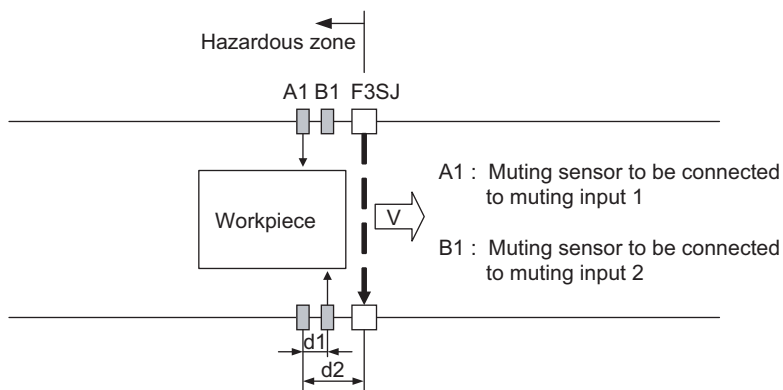 Hazardous zone
A1 B1 F3SJ
A1 : Muting sensor to be connected
to muting input 1
Workpiece
V
B1 : Muting sensor to be connected
to muting input 2
d1
d2